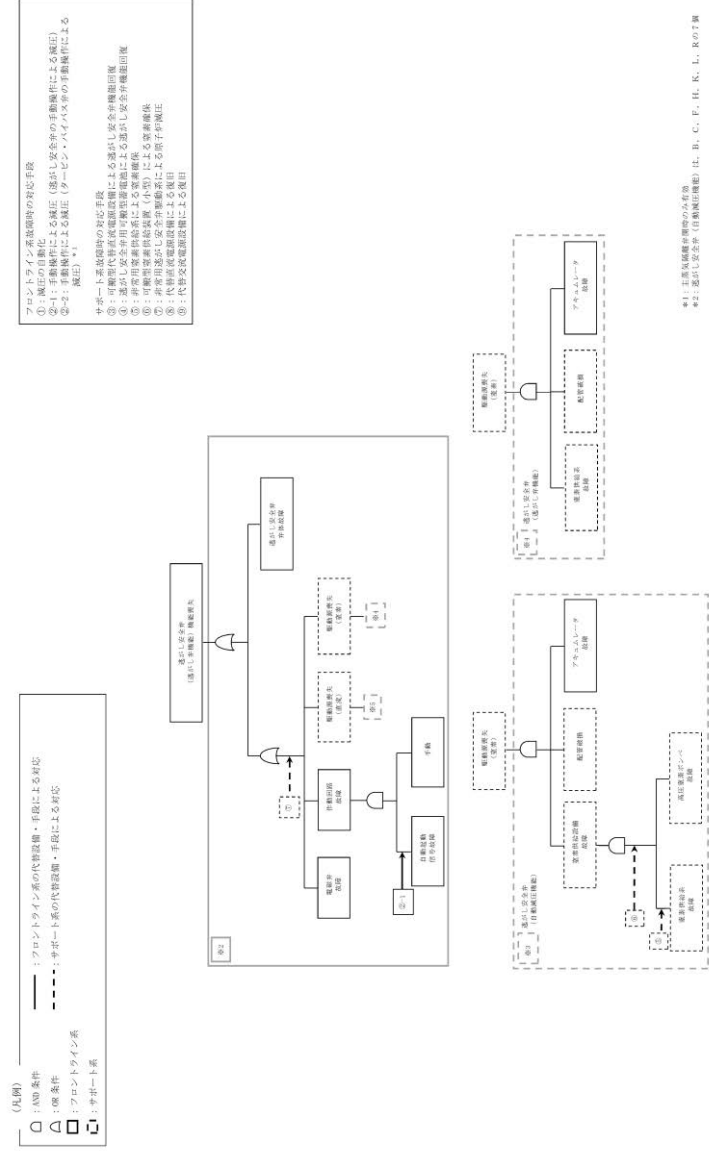 (凡例)
：AND 条件
：OR 条件
：フロントライン系
：サポート系
：フロントライン系の代替設備・手段による対応
：サポート系の代替設備・手段による対応
フロントライン系故障時の対応手段
①：減圧の自動化
②-1：手動操作による減圧（逃がし安全弁の手動操作による減圧）
②-2：手動操作による減圧（タービン・バイパス弁の手動操作による
減圧）*1
サポート系故障時の対応手段
③：可搬型代替直流電源設備による逃がし安全弁機能回復
④：逃がし安全弁用可搬型蓄電池による逃がし安全弁機能回復
⑤：非常用窒素供給系による窒素確保
⑥：可搬型窒素供給装置（小型）による窒素確保
⑦：非常用逃がし安全弁駆動系による原子炉減圧
⑧：代替直流電源設備による復旧
⑨：代替交流電源設備による復旧
逃がし安全弁
（逃がし弁機能）機能喪失
※2
逃がし安全弁
弁体故障
⑦
電磁弁
故障
作動回路
故障
駆動源喪失
（直流）
駆動源喪失
（窒素）
※5
※4
②-1
自動起動
信号故障
手動
駆動源喪失
（窒素）
※3
逃がし安全弁
（自動減圧機能）
窒素供給設備
故障
配管破損
アキュムレータ
故障
⑥
⑤
窒素供給系
故障
高圧窒素ボンベ
故障
駆動源喪失
（窒素）
※4
逃がし安全弁
（逃がし弁機能）
窒素供給系
故障
配管破損
アキュムレータ
故障
*1：主蒸気隔離弁開時のみ有効
*2：逃がし安全弁（自動減圧機能）は，B，C，F，H，K，L，Rの7個